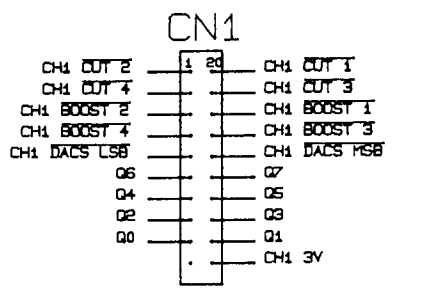 CN1
1 20
CH1 CUT 2 CH1 CUT 1
CH1 CUT 4 CH1 CUT 3
CH1 BOOST 2 CH1 BOOST 1
CH1 BOOST 4 CH1 BOOST 3
CH1 DACS LSB CH1 DACS MSB
Q6 Q7
Q4 Q5
Q2 Q3
Q0 Q1
CH1 3V